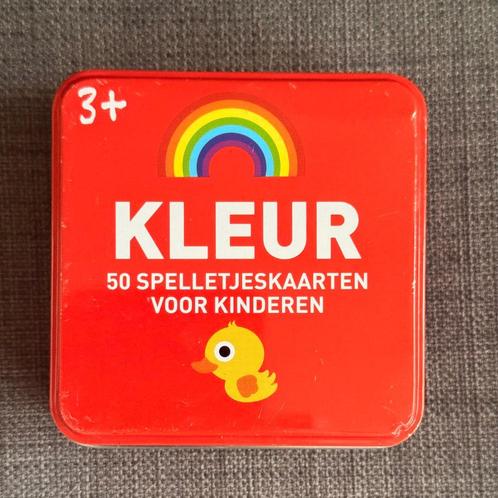 3+
KLEUR
50 SPELLETJESKAARTEN
VOOR KINDEREN